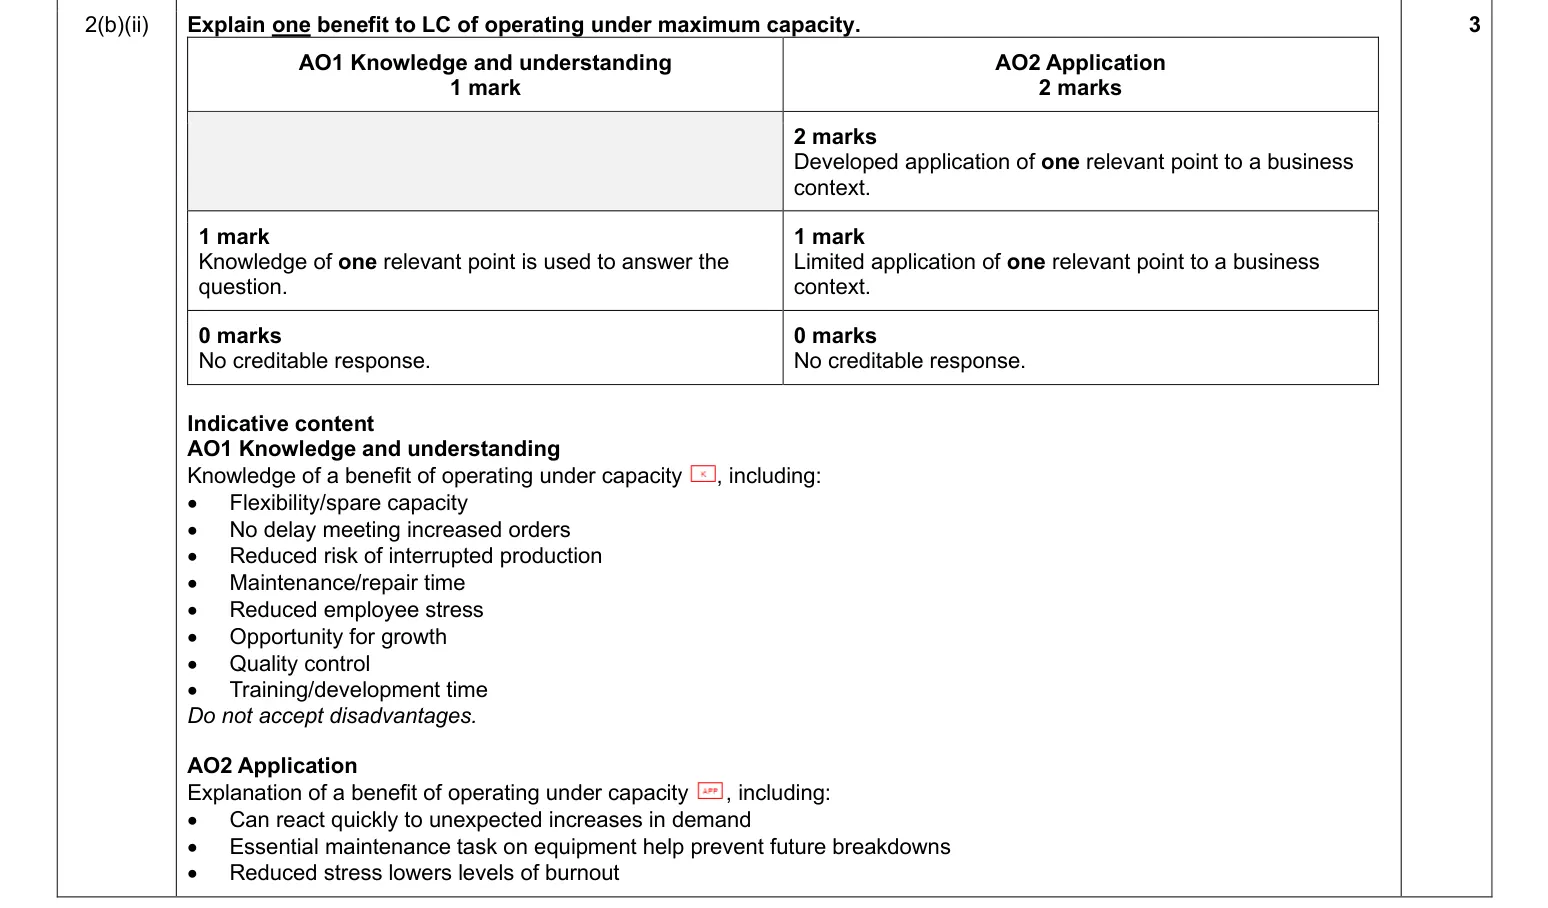 2(b)(ii)
Explain one benefit to LC of operating under maximum capacity.
3
AO1 Knowledge and understanding
1 mark
AO2 Application
2 marks
2 marks
Developed application of one relevant point to a business
context.
1 mark
Knowledge of one relevant point is used to answer the
question.
1 mark
Limited application of one relevant point to a business
context.
0 marks
No creditable response.
0 marks
No creditable response.
Indicative content
AO1 Knowledge and understanding
Knowledge of a benefit of operating under capacity K, including:
• Flexibility/spare capacity
• No delay meeting increased orders
• Reduced risk of interrupted production
• Maintenance/repair time
• Reduced employee stress
• Opportunity for growth
• Quality control
• Training/development time
Do not accept disadvantages.
AO2 Application
Explanation of a benefit of operating under capacity APP, including:
• Can react quickly to unexpected increases in demand
• Essential maintenance task on equipment help prevent future breakdowns
• Reduced stress lowers levels of burnout